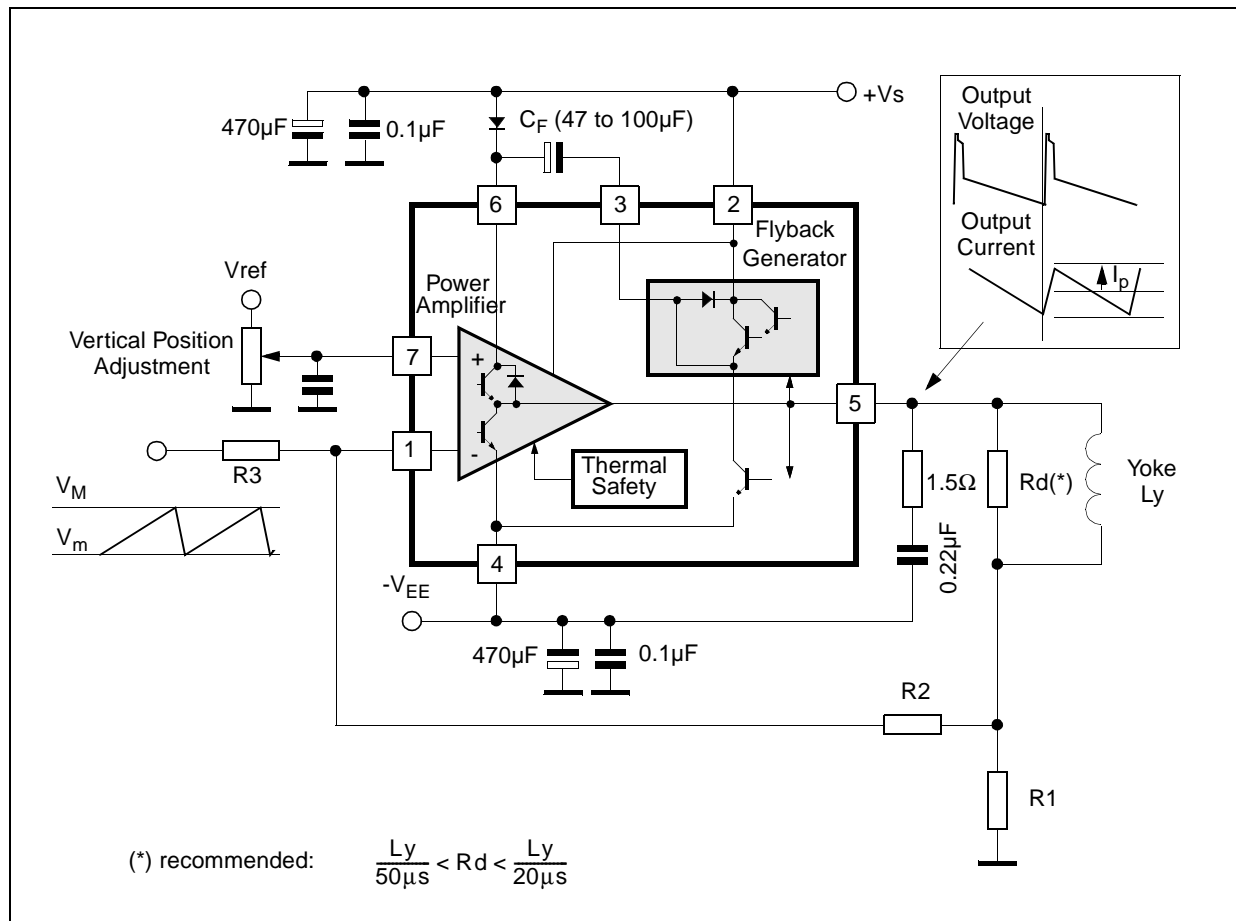 +Vs
Output
Voltage
C_F (47 to 100µF)
470µF
0.1µF
6
3
2
Output
Current
Flyback
Generator
I_p
Power
Amplifier
Vref
Vertical Position
Adjustment
7
+
5
1
-
R3
Thermal
Safety
1.5Ω
Rd(*)
Yoke
Ly
V_M
V_m
0.22µF
4
-V_EE
470µF
0.1µF
R2
R1
(*) recommended: Ly/50µs < Rd < Ly/20µs